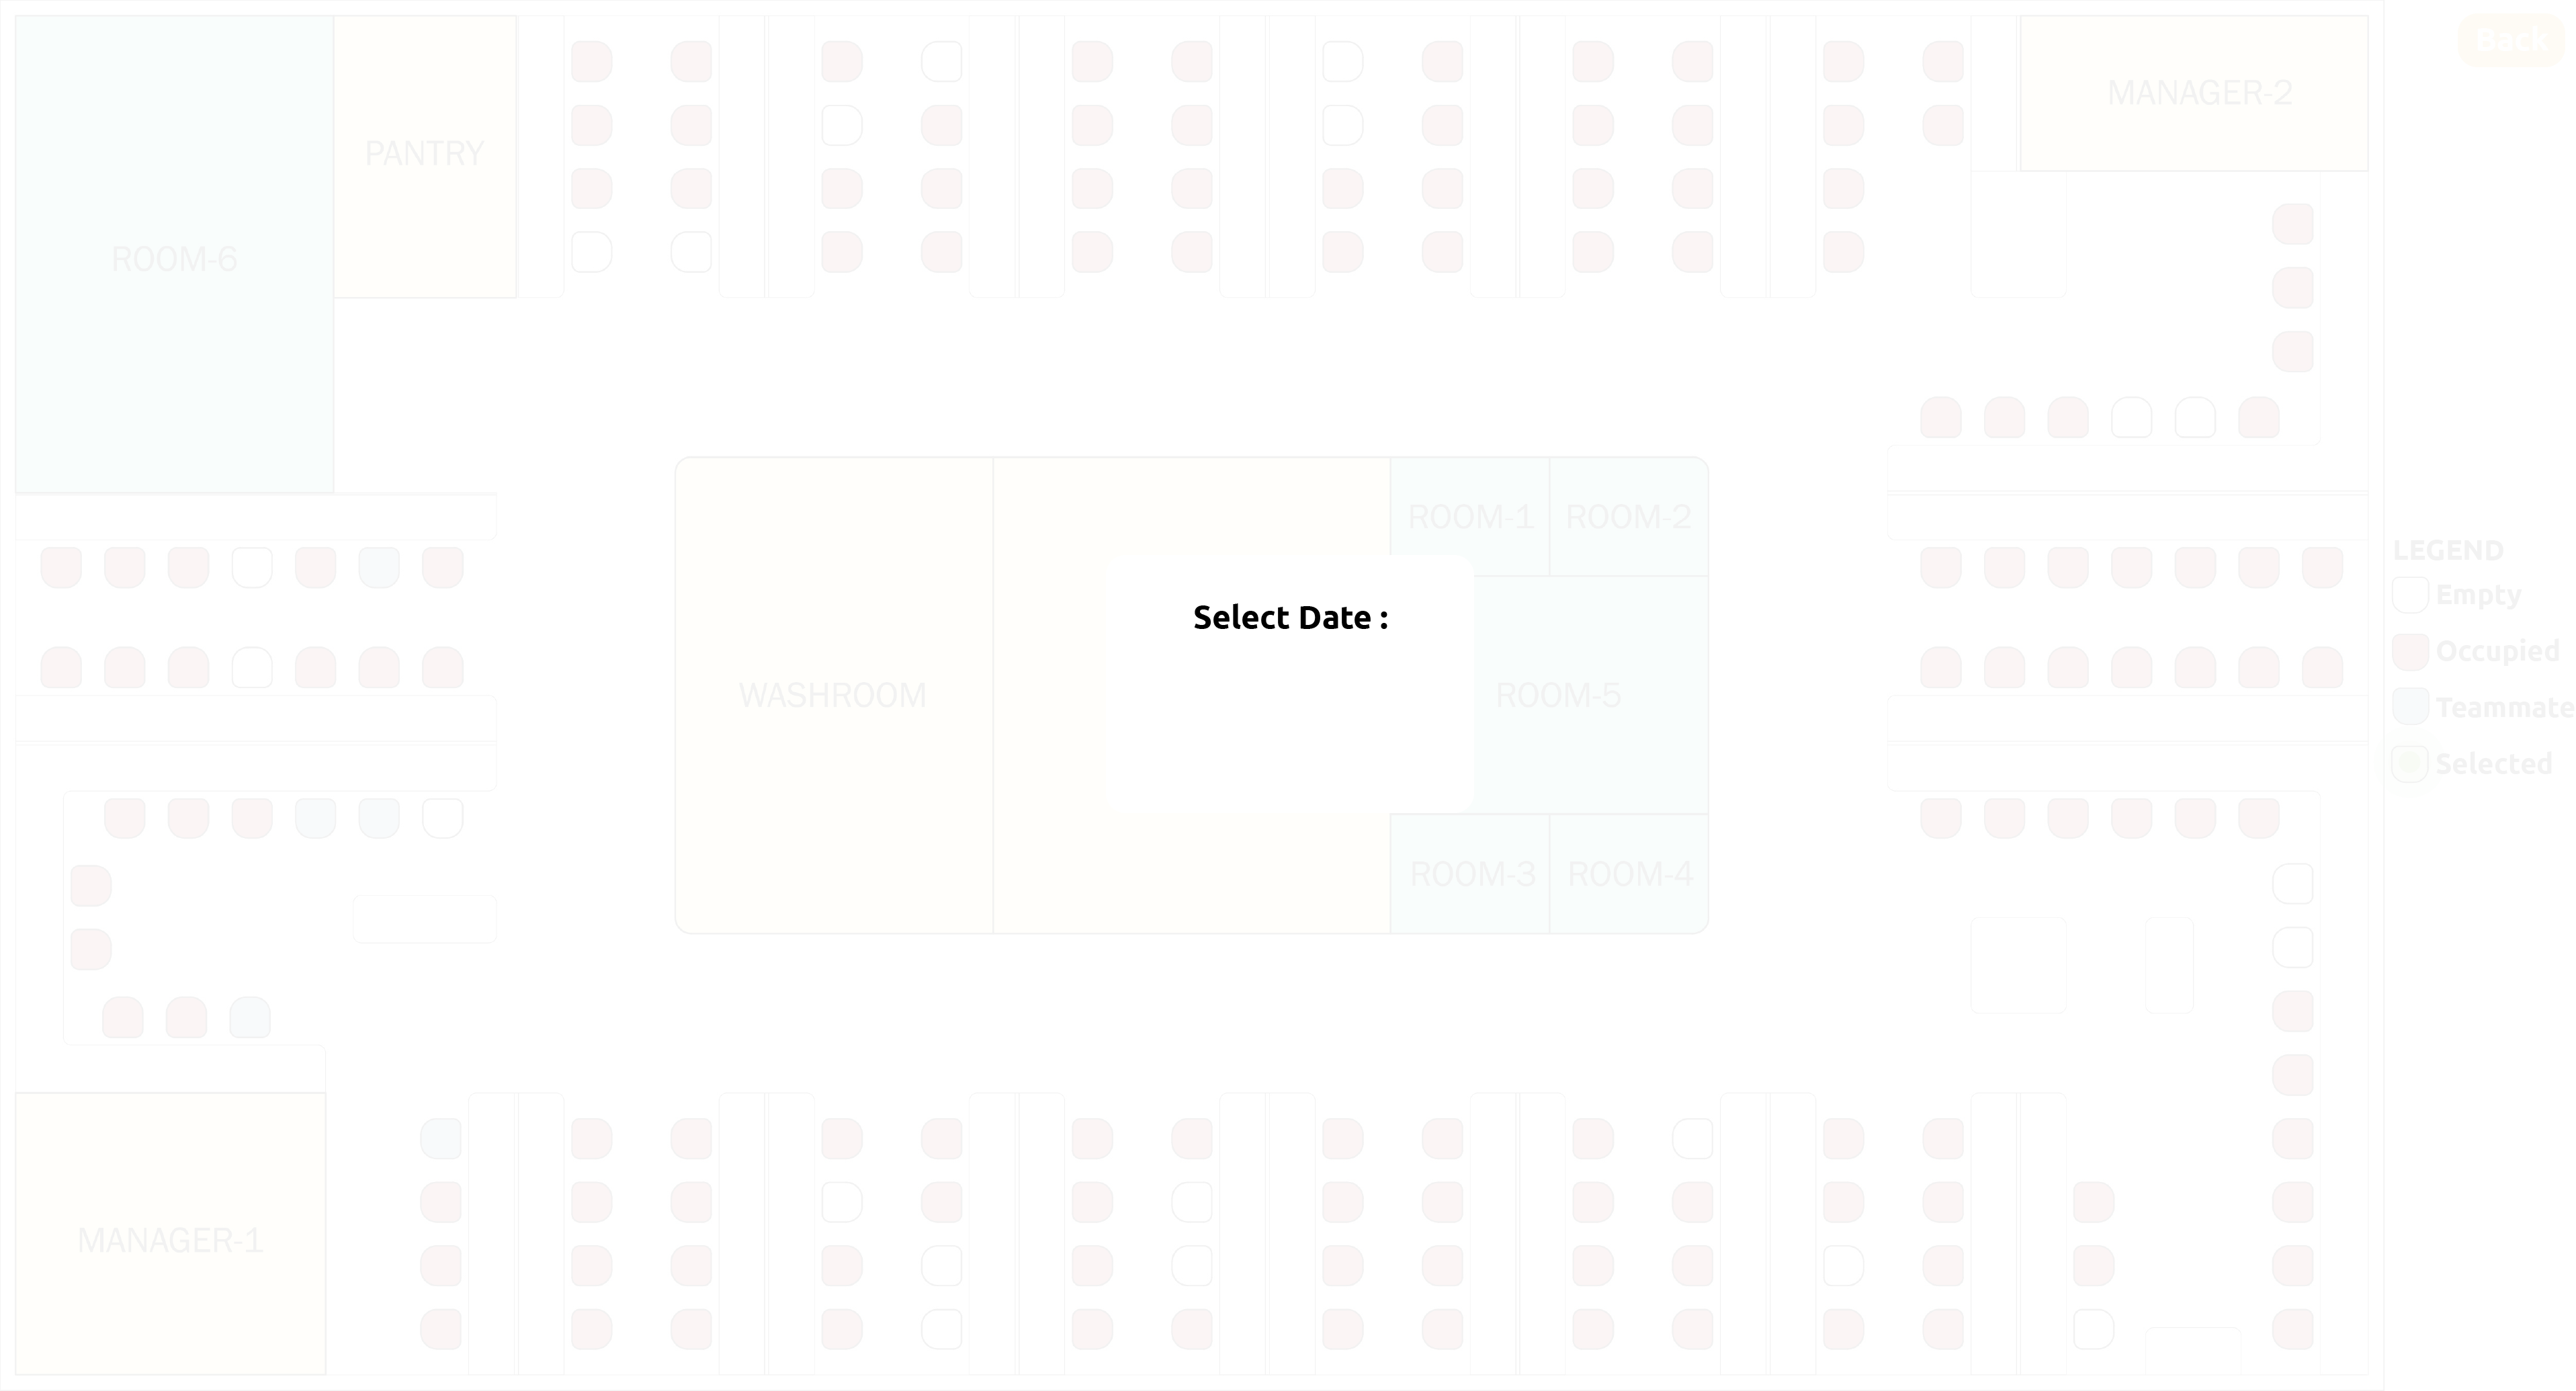 Back
MANAGER-2
PANTRY
ROOM-6
ROOM-1
ROOM-2
LEGEND
Empty
Select Date :
Occupied
WASHROOM
ROOM-5
Teammate
Selected
ROOM-3
ROOM-4
MANAGER-1